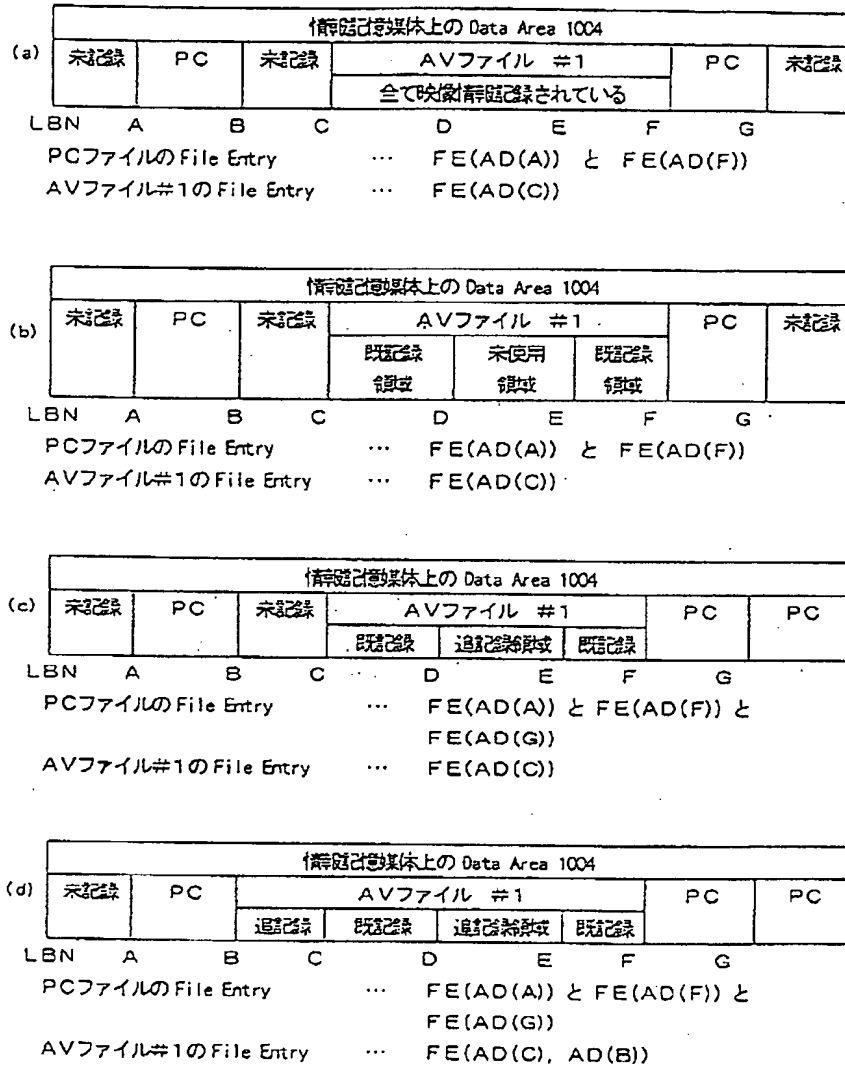 (a)
情報記憶媒体上の Data Area 1004
未記録 PC 未記録 AVファイル #1 PC 未記録
全て映像情報記録されている
LBN A B C D E F G
PCファイルのFile Entry … FE(AD(A)) と FE(AD(F))
AVファイル#1のFile Entry … FE(AD(C))
(b)
情報記憶媒体上の Data Area 1004
未記録 PC 未記録 AVファイル #1 PC 未記録
既記録 未使用 既記録
領域 領域 領域
LBN A B C D E F G
PCファイルのFile Entry … FE(AD(A)) と FE(AD(F))
AVファイル#1のFile Entry … FE(AD(C))
(c)
情報記憶媒体上の Data Area 1004
未記録 PC 未記録 AVファイル #1 PC PC
既記録 追記録領域 既記録
LBN A B C D E F G
PCファイルのFile Entry … FE(AD(A)) と FE(AD(F)) と
FE(AD(G))
AVファイル#1のFile Entry … FE(AD(C))
(d)
情報記憶媒体上の Data Area 1004
未記録 PC AVファイル #1 PC PC
追記録 既記録 追記録領域 既記録
LBN A B C D E F G
PCファイルのFile Entry … FE(AD(A)) と FE(AD(F)) と
FE(AD(G))
AVファイル#1のFile Entry … FE(AD(C), AD(B))